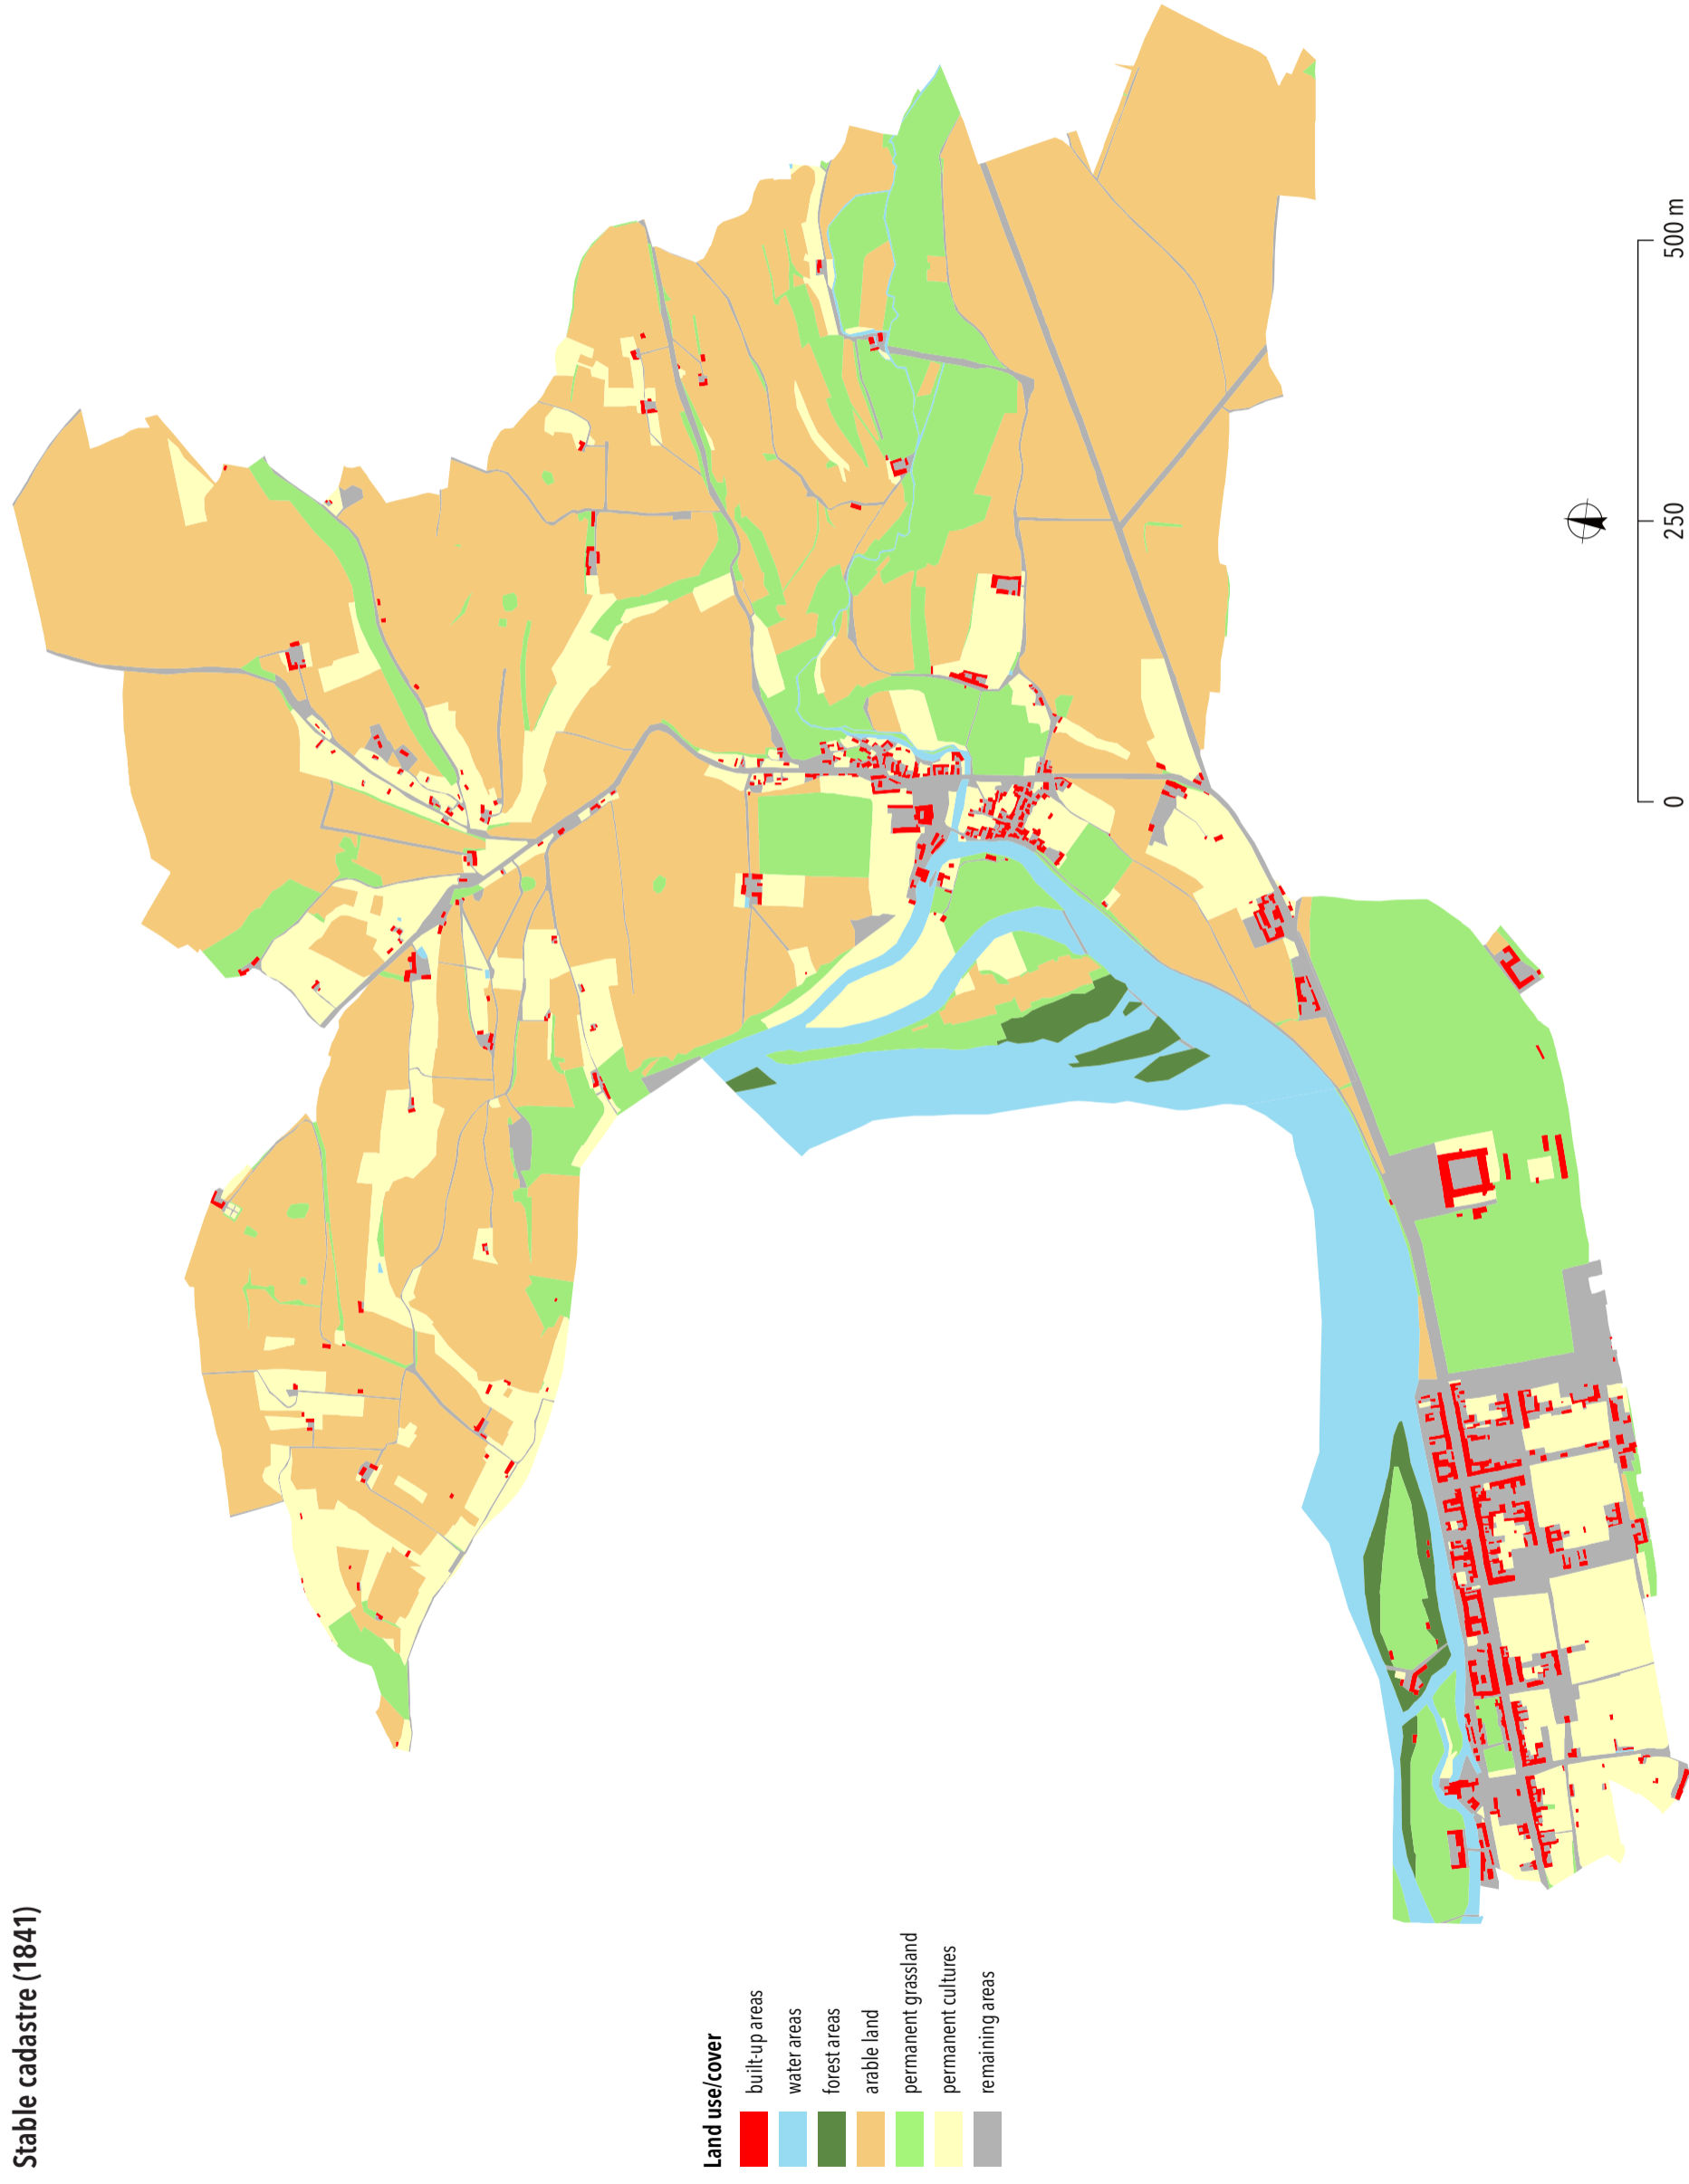 Stable cadastre (1841)
Land use/cover
built-up areas
water areas
forest areas
arable land
permanent grassland
permanent cultures
remaining areas
0 250 500 m